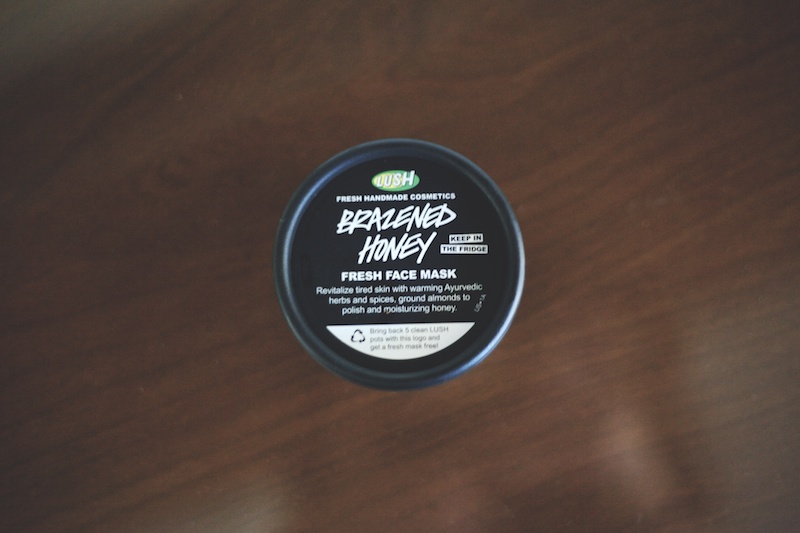 LUSH
FRESH HANDMADE COSMETICS
BRAZENED
HONEY
KEEP IN
THE FRIDGE
FRESH FACE MASK
Revitalize tired skin with warming Ayurvedic
herbs and spices, ground almonds to
polish and moisturizing honey.
Bring back 5 clean LUSH
pots with this logo and
get a fresh mask free!